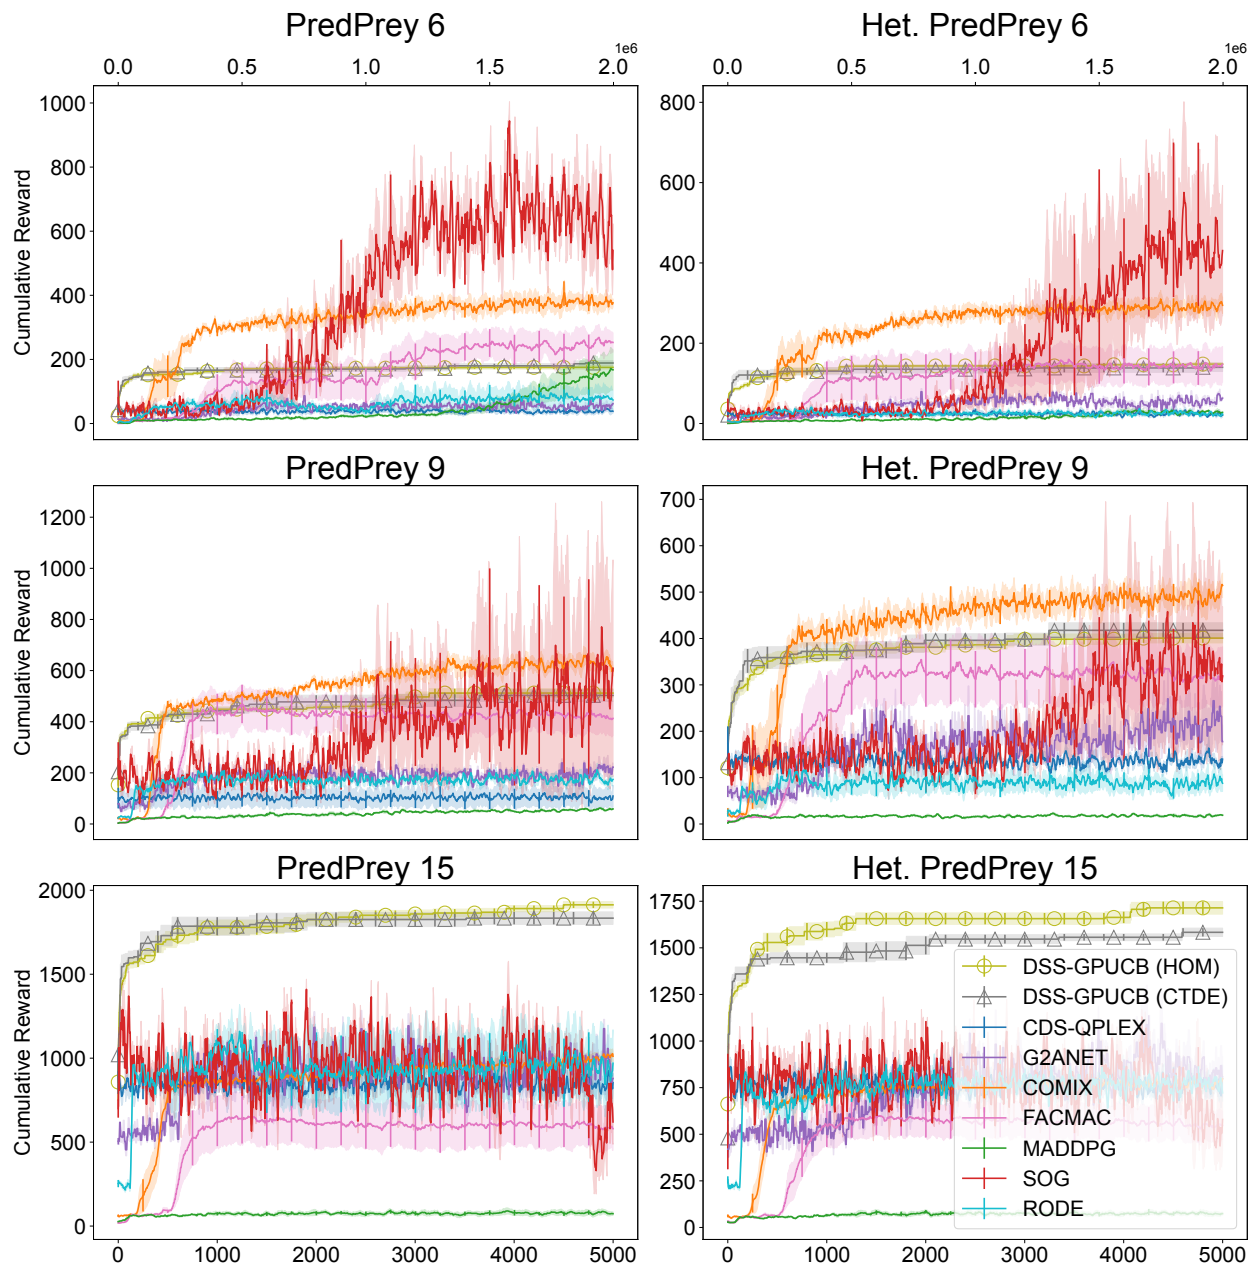 PredPrey 6
Het. PredPrey 6
1e6
1e6
0.0 0.5 1.0 1.5 2.0
0.0 0.5 1.0 1.5 2.0
Cumulative Reward
1000
800
600
400
200
0
800
600
400
200
0
PredPrey 9
Het. PredPrey 9
Cumulative Reward
1200
1000
800
600
400
200
0
700
600
500
400
300
200
100
0
PredPrey 15
Het. PredPrey 15
Cumulative Reward
2000
1500
1000
500
0
1750
1500
1250
1000
750
500
250
0
DSS-GPUCB (HOM)
DSS-GPUCB (CTDE)
CDS-QPLEX
G2ANET
COMIX
FACMAC
MADDPG
SOG
RODE
0 1000 2000 3000 4000 5000
0 1000 2000 3000 4000 5000